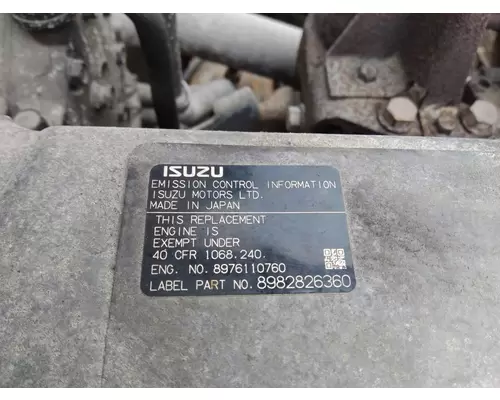 ISUZU
EMISSION CONTROL INFORMATION
ISUZU MOTORS LTD.
MADE IN JAPAN
THIS REPLACEMENT
ENGINE IS
EXEMPT UNDER
40 CFR 1068.240.
ENG. NO. 8976110760
LABEL PART NO. 8982826360